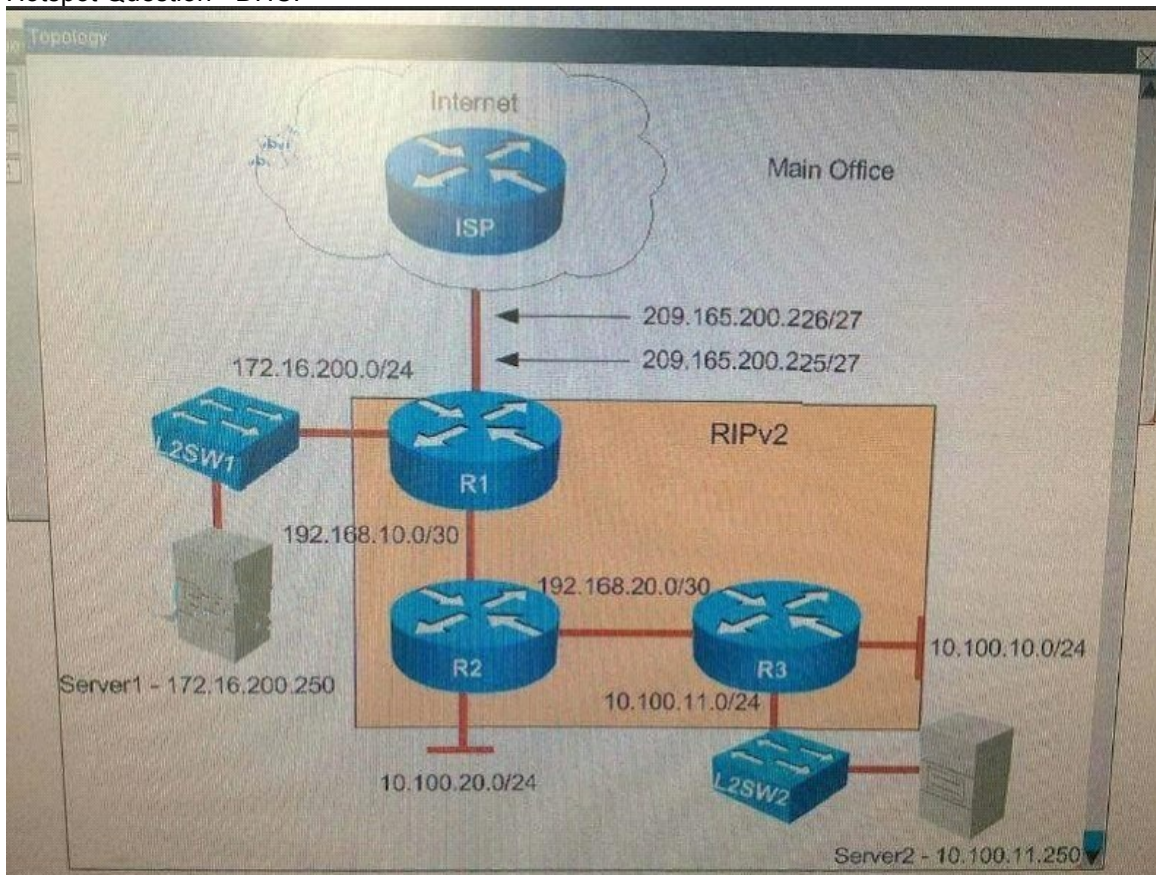 Topology
Internet
Main Office
ISP
209.165.200.226/27
209.165.200.225/27
172.16.200.0/24
RIPv2
L2SW1
R1
192.168.10.0/30
192.168.20.0/30
R2
R3
10.100.10.0/24
Server1 - 172.16.200.250
10.100.11.0/24
10.100.20.0/24
L2SW2
Server2 - 10.100.11.250